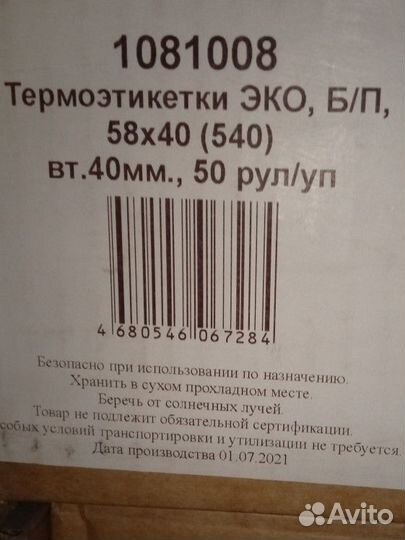 1081008
Термоэтикетки ЭКО, Б/П,
58х40 (540)
вт.40мм., 50 рул/уп
4 680546 067284
Безопасно при использовании по назначению.
Хранить в сухом прохладном месте.
Беречь от солнечных лучей.
Товар не подлежит обязательной сертификации.
условий транспортировки и утилизации не требуется.
Дата производства 01.07.2021
Avito